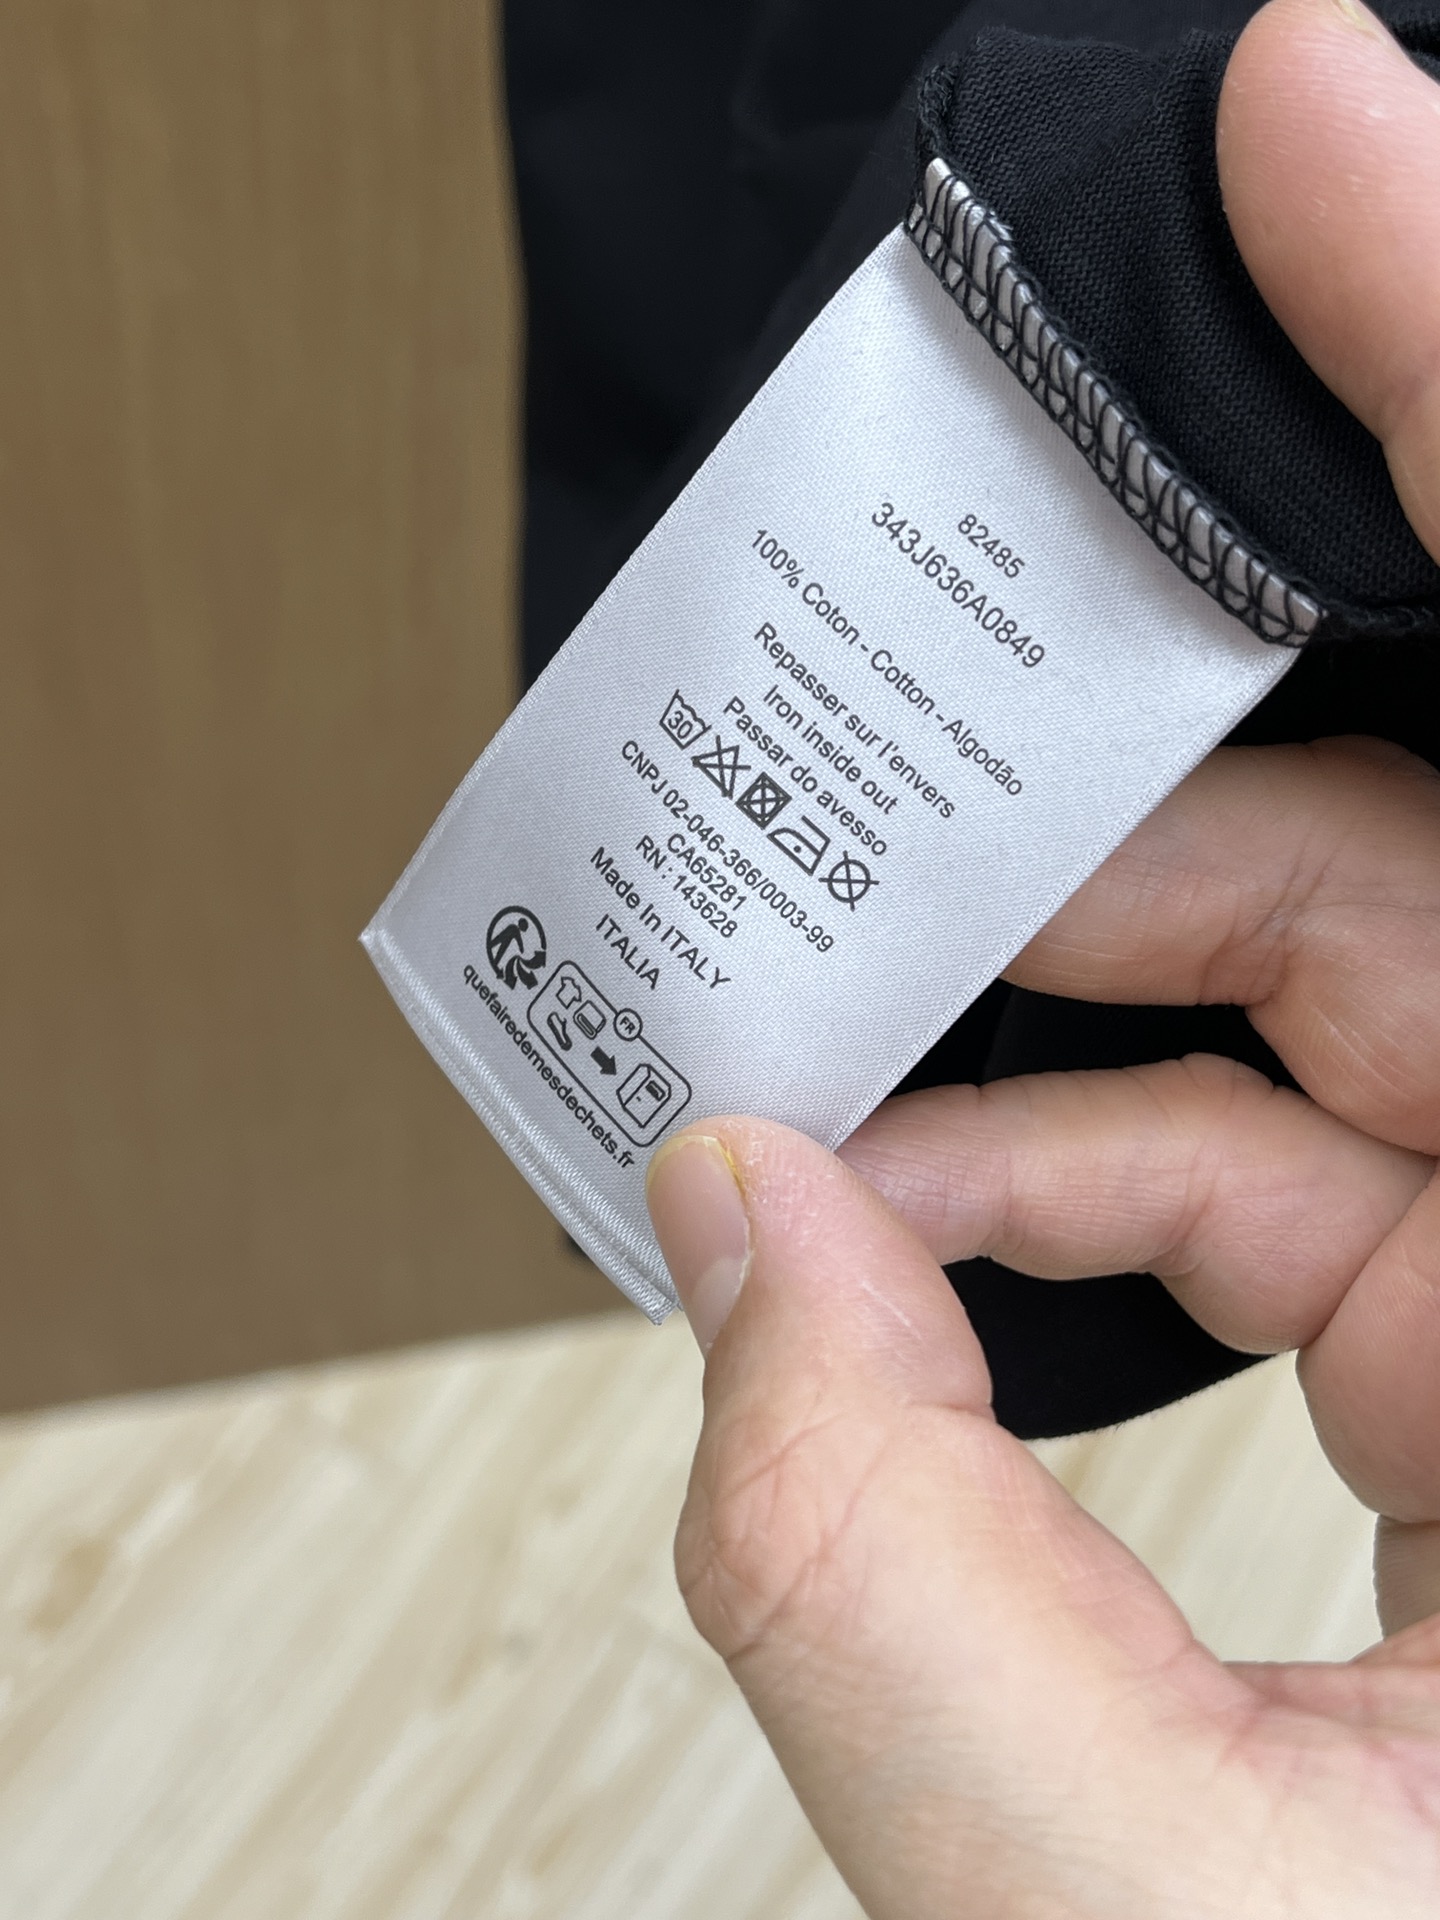 82485
343J636A0849
100% Coton - Cotton - Algodão
Repasser sur l'envers
Iron inside out
Passar do avesso
30
CNPJ 02-046-366/0003-99
CA65281
RN : 143628
Made In ITALY
ITALIA
FR
quefairedemesdechets.fr